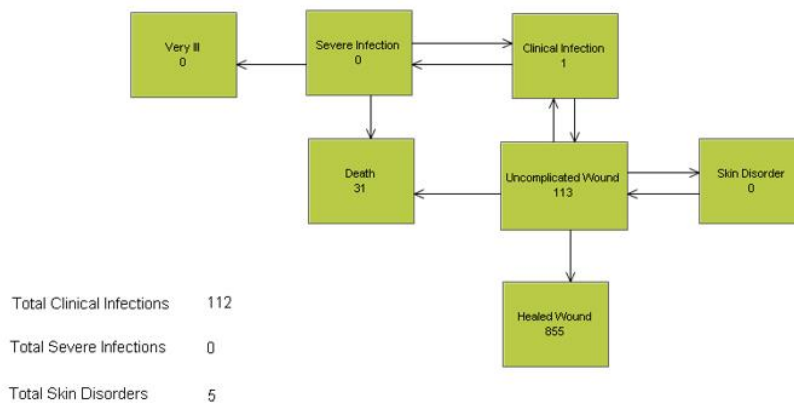 Very Ill
0
Severe Infection
0
Clinical Infection
1
Death
31
Uncomplicated Wound
113
Skin Disorder
0
Healed Wound
855
Total Clinical Infections 112
Total Severe Infections 0
Total Skin Disorders 5